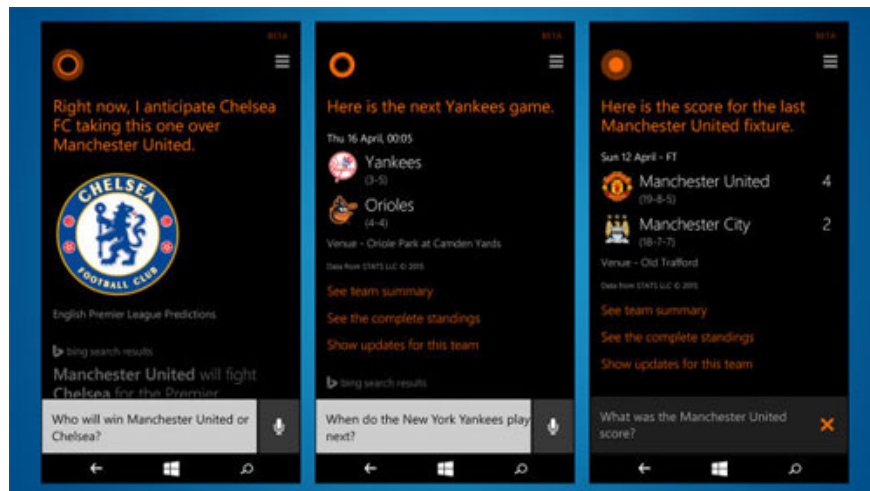 BETA
Right now, I anticipate Chelsea
FC taking this one over
Manchester United.
CHELSEA
FOOTBALL CLUB
English Premier League Predictions
bing search results
Manchester United will fight
Chelsea for the Premier
Who will win Manchester United or
Chelsea?
BETA
Here is the next Yankees game.
Thu 16 April, 00:05
Yankees
(3-5)
Orioles
(4-4)
Venue - Oriole Park at Camden Yards
Data from STATS LLC © 2015
See team summary
See the complete standings
Show updates for this team
bing search results
When do the New York Yankees play
next?
BETA
Here is the score for the last
Manchester United fixture.
Sun 12 April - FT
Manchester United 4
(19-8-5)
Manchester City 2
(18-7-7)
Venue - Old Trafford
Data from STATS LLC © 2015
See team summary
See the complete standings
Show updates for this team
What was the Manchester United
score?